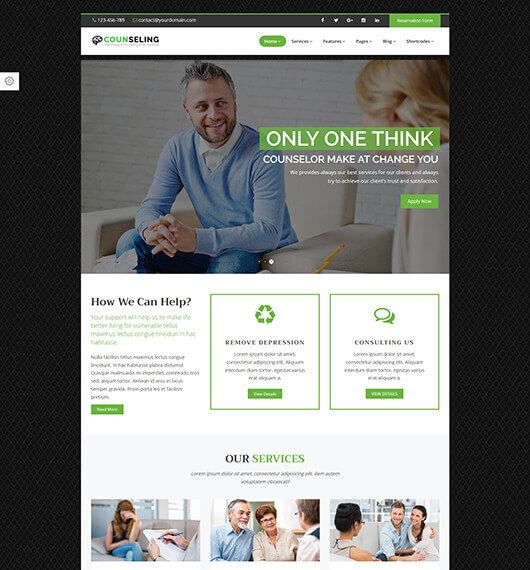 123-456-789 contact@yourdomain.com
Reservation Form
COUNSELING
Home Services Features Pages Blog Shortcodes
ONLY ONE THINK
COUNSELOR MAKE AT CHANGE YOU
We provides always our best services for our clients and always
try to achieve our client's trust and satisfaction.
Apply Now
How We Can Help?
Your support will help us to make life
better living for vulnerable tellus
maximus lectus congue tincidun in hac
habitasse.
Nulla facilisis tellus maximus lectus congue
tincidunt. In hac habitasse platea dictumst.
Quisque malesuada mi imperdiet, commodo eros
sed, aliquet tortor. Aenean id arcu in lacus
semper gravida. Proin porta leo et facilisis
pretium.
Read More
REMOVE DEPRESSION
Lorem ipsum dolor sit amet,
consectetur adipiscing elit. Aliquam
interdum diam tortor, egestas varius
erat aliquam a.
View Details
CONSULTING US
Lorem ipsum dolor sit amet,
consectetur adipiscing elit. Aliquam
interdum diam tortor, egestas varius
erat aliquam a.
VIEW DETAILS
OUR SERVICES
Lorem ipsum dolor sit amet, consectetur adipisicing elit. Rem autem
voluptatem obcaecati!